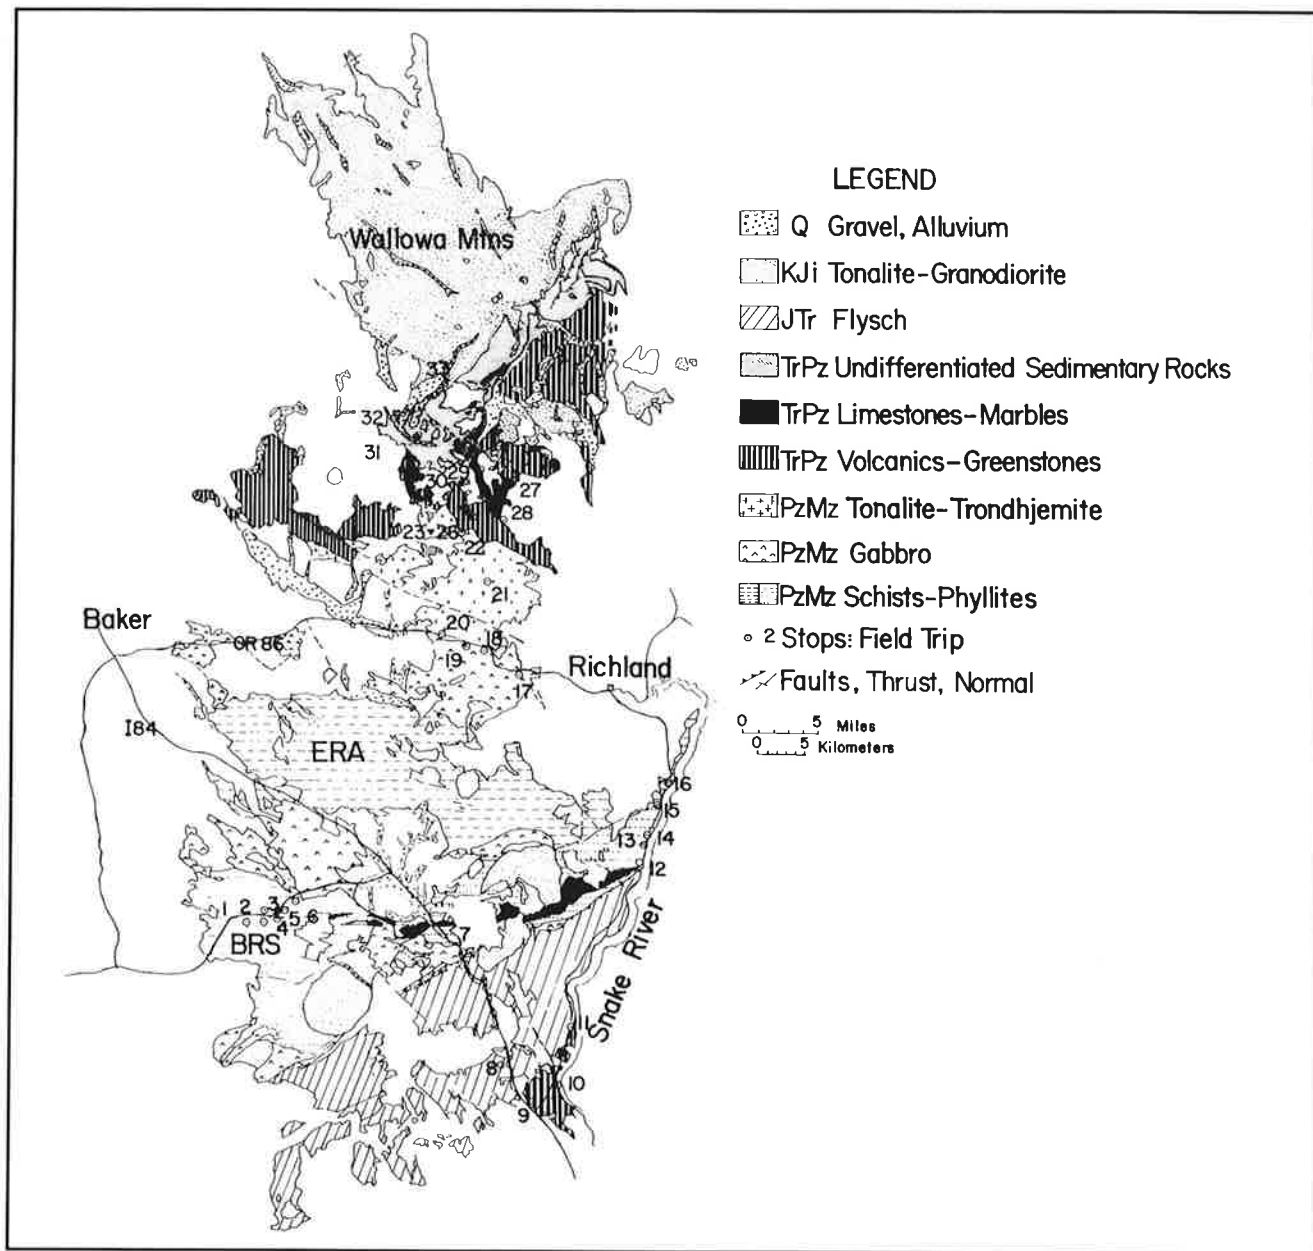 LEGEND
Q Gravel, Alluvium
KJi Tonalite-Granodiorite
JTr Flysch
TrPz Undifferentiated Sedimentary Rocks
TrPz Limestones-Marbles
TrPz Volcanics-Greenstones
PzMz Tonalite-Trondhjemite
PzMz Gabbro
PzMz Schists-Phyllites
2 Stops: Field Trip
Faults, Thrust, Normal
0 5 Miles
0 5 Kilometers
Wallowa Mtns
33
32
31
29
30
27
28
23-26
22
21
Baker
20
18
OR 86
19
Richland
17
I84
ERA
16
15
14
13
12
1 2 3
4 5 6
BRS
7
Snake River
11
8
10
9